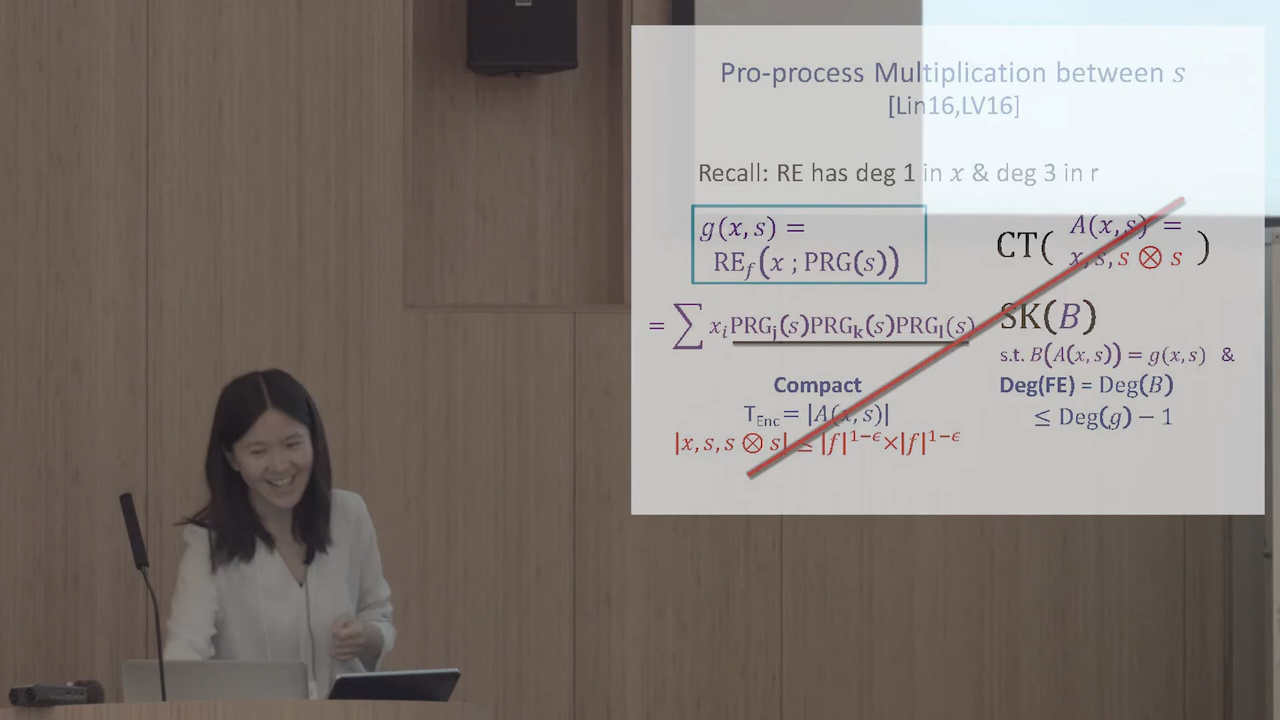 Pro-process Multiplication between s
[Lin16,LV16]
Recall: RE has deg 1 in x & deg 3 in r
g(x, s) =
RE_f(x ; PRG(s))
= ∑ x_i PRG_j(s)PRG_k(s)PRG_l(s)
Compact
T_Enc = |A(x, s)|
|x, s, s ⊗ s| ≤ |f|^{1−ϵ}×|f|^{1−ϵ}
CT( A(x, s) = x, s, s ⊗ s )
SK(B)
s.t. B(A(x, s)) = g(x, s) &
Deg(FE) = Deg(B)
≤ Deg(g) − 1